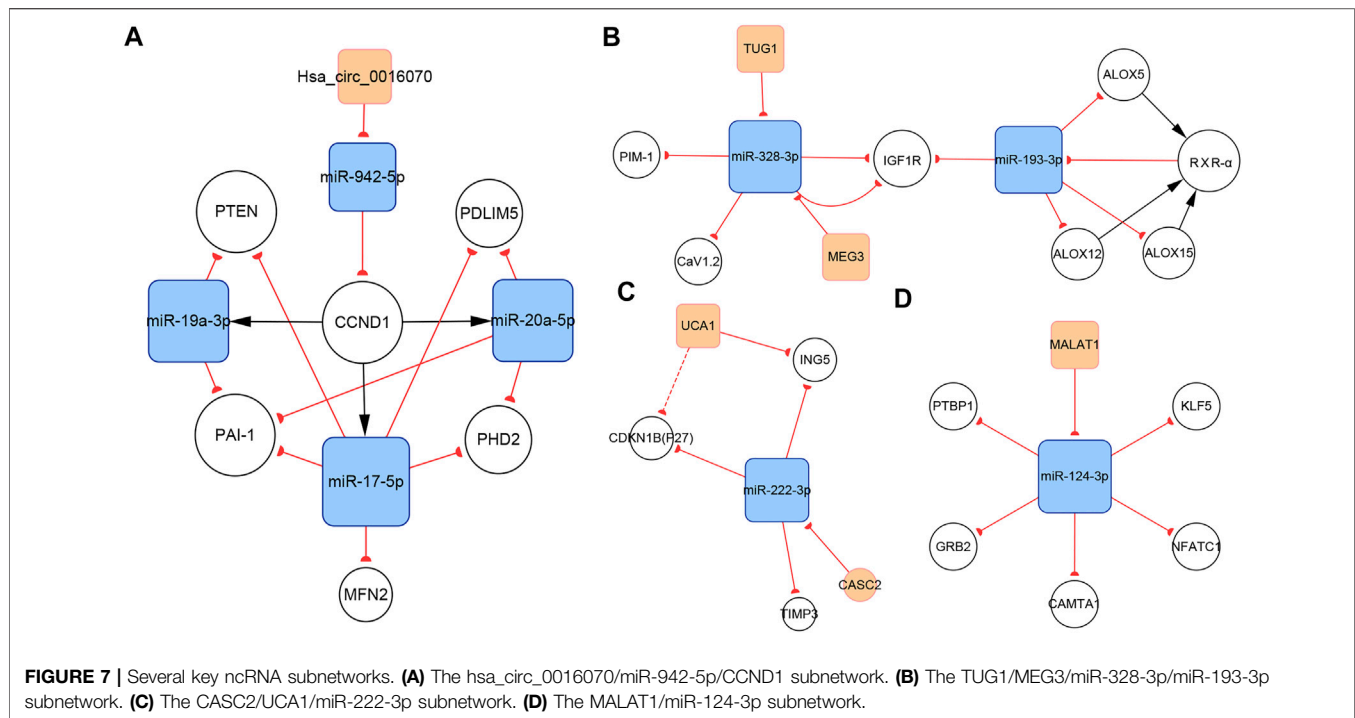 A
Hsa_circ_0016070
miR-942-5p
PTEN
PDLIM5
miR-19a-3p
CCND1
miR-20a-5p
PAI-1
PHD2
miR-17-5p
MFN2
B
TUG1
PIM-1
miR-328-3p
IGF1R
CaV1.2
MEG3
miR-193-3p
ALOX5
RXR-α
ALOX12
ALOX15
C
UCA1
ING5
CDKN1B(P27)
miR-222-3p
CASC2
TIMP3
D
MALAT1
PTBP1
KLF5
miR-124-3p
GRB2
NFATC1
CAMTA1
FIGURE 7 | Several key ncRNA subnetworks. (A) The hsa_circ_0016070/miR-942-5p/CCND1 subnetwork. (B) The TUG1/MEG3/miR-328-3p/miR-193-3p
subnetwork. (C) The CASC2/UCA1/miR-222-3p subnetwork. (D) The MALAT1/miR-124-3p subnetwork.